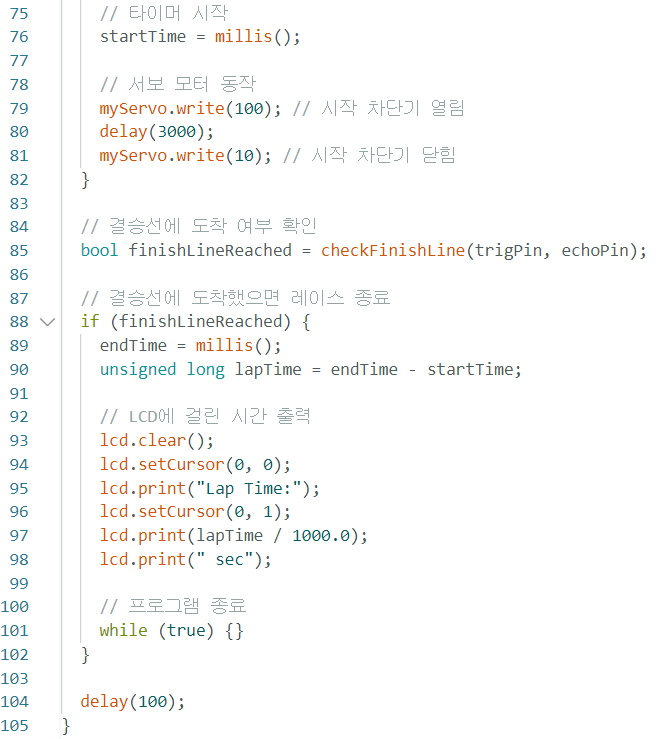 75 // 타이머 시작
76 startTime = millis();
77
78 // 서보 모터 동작
79 myServo.write(100); // 시작 차단기 열림
80 delay(3000);
81 myServo.write(10); // 시작 차단기 닫힘
82 }
83
84 // 결승선에 도착 여부 확인
85 bool finishLineReached = checkFinishLine(trigPin, echoPin);
86
87 // 결승선에 도착했으면 레이스 종료
88 if (finishLineReached) {
89 endTime = millis();
90 unsigned long lapTime = endTime - startTime;
91
92 // LCD에 걸린 시간 출력
93 lcd.clear();
94 lcd.setCursor(0, 0);
95 lcd.print("Lap Time:");
96 lcd.setCursor(0, 1);
97 lcd.print(lapTime / 1000.0);
98 lcd.print(" sec");
99
100 // 프로그램 종료
101 while (true) {}
102 }
103
104 delay(100);
105 }